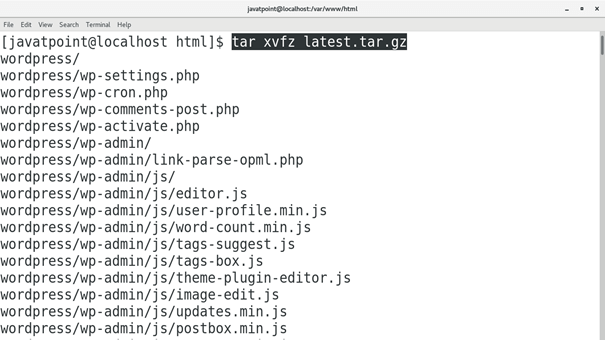 javatpoint@localhost:/var/www/html
File Edit View Search Terminal Help
[javatpoint@localhost html]$ tar xvfz latest.tar.gz
wordpress/
wordpress/wp-settings.php
wordpress/wp-cron.php
wordpress/wp-comments-post.php
wordpress/wp-activate.php
wordpress/wp-admin/
wordpress/wp-admin/link-parse-opml.php
wordpress/wp-admin/js/
wordpress/wp-admin/js/editor.js
wordpress/wp-admin/js/user-profile.min.js
wordpress/wp-admin/js/word-count.min.js
wordpress/wp-admin/js/tags-suggest.js
wordpress/wp-admin/js/tags-box.js
wordpress/wp-admin/js/theme-plugin-editor.js
wordpress/wp-admin/js/image-edit.js
wordpress/wp-admin/js/updates.min.js
wordpress/wp-admin/js/postbox.min.js